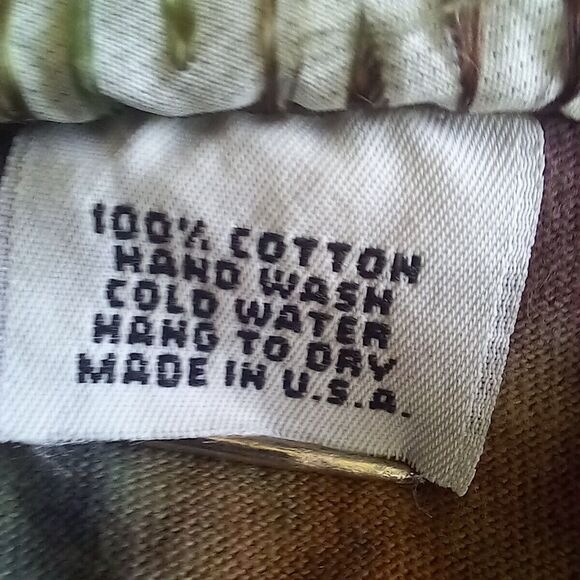 100% COTTON
HAND WASH
COLD WATER
HANG TO DRY
MADE IN U.S.A.